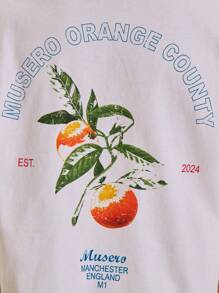 MUSERO ORANGE COUNTY
EST.
2024
Musero
MANCHESTER
ENGLAND
M1